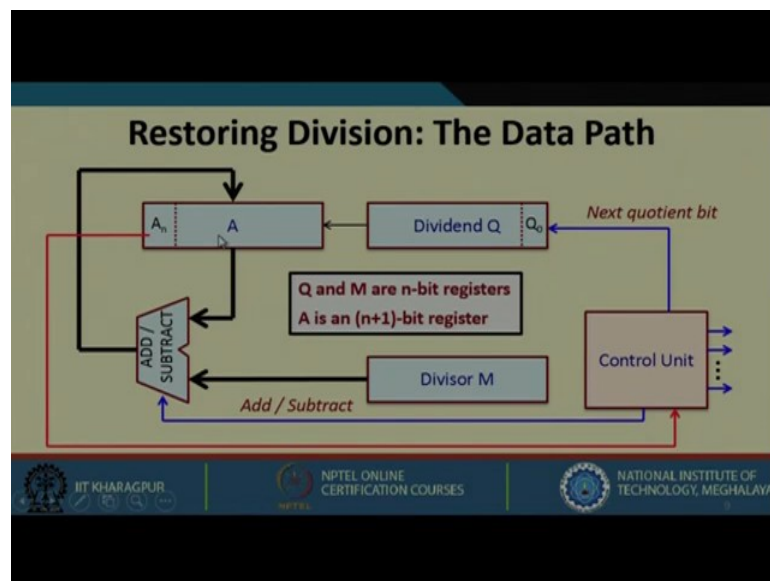 Restoring Division: The Data Path
Aₙ
A
Dividend Q
Q₀
Next quotient bit
Q and M are n-bit registers
A is an (n+1)-bit register
ADD /
SUBTRACT
Divisor M
Control Unit
Add / Subtract
IIT KHARAGPUR
NPTEL
NPTEL ONLINE
CERTIFICATION COURSES
NATIONAL INSTITUTE OF
TECHNOLOGY, MEGHALAYA
9